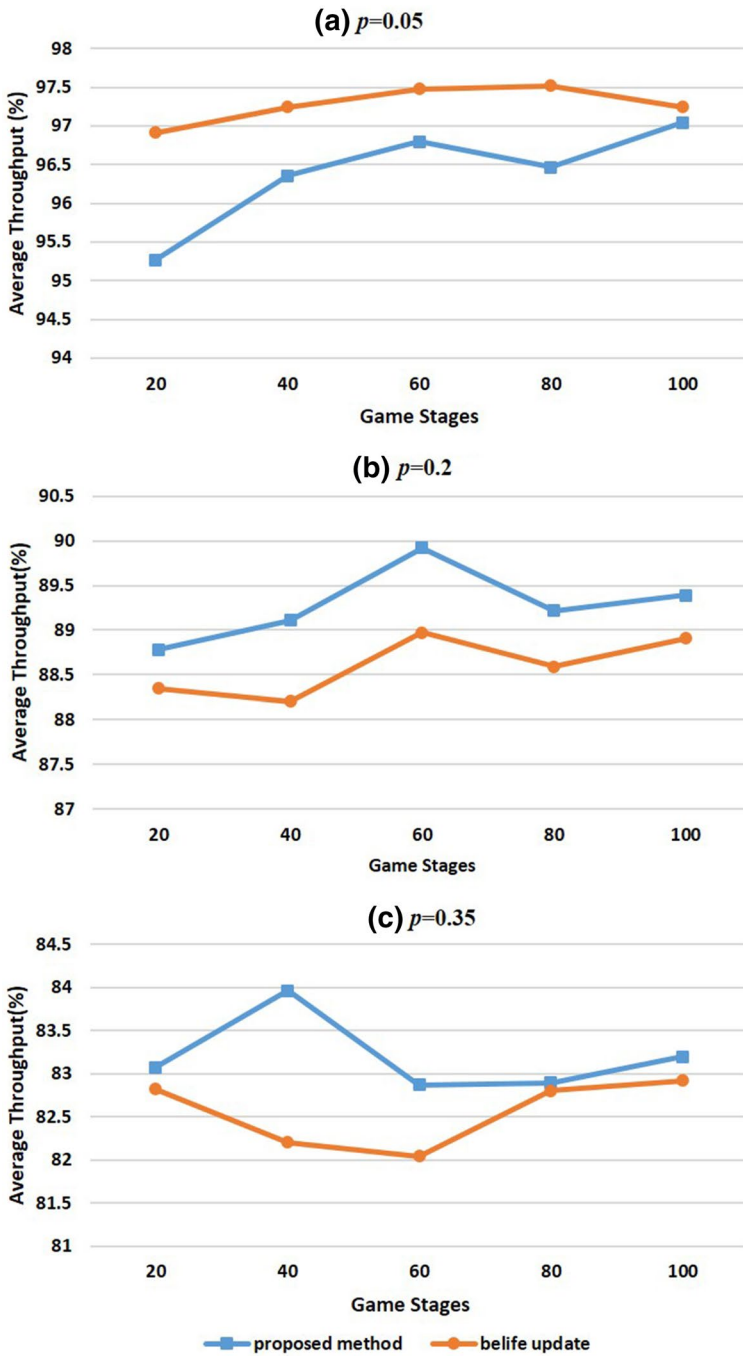 (a) p=0.05
98
97.5
97
96.5
96
95.5
95
94.5
94
Average Throughput (%)
20 40 60 80 100
Game Stages
(b) p=0.2
90.5
90
89.5
89
88.5
88
87.5
87
Average Throughput(%)
20 40 60 80 100
Game Stages
(c) p=0.35
84.5
84
83.5
83
82.5
82
81.5
81
Average Throughput(%)
20 40 60 80 100
Game Stages
proposed method belife update